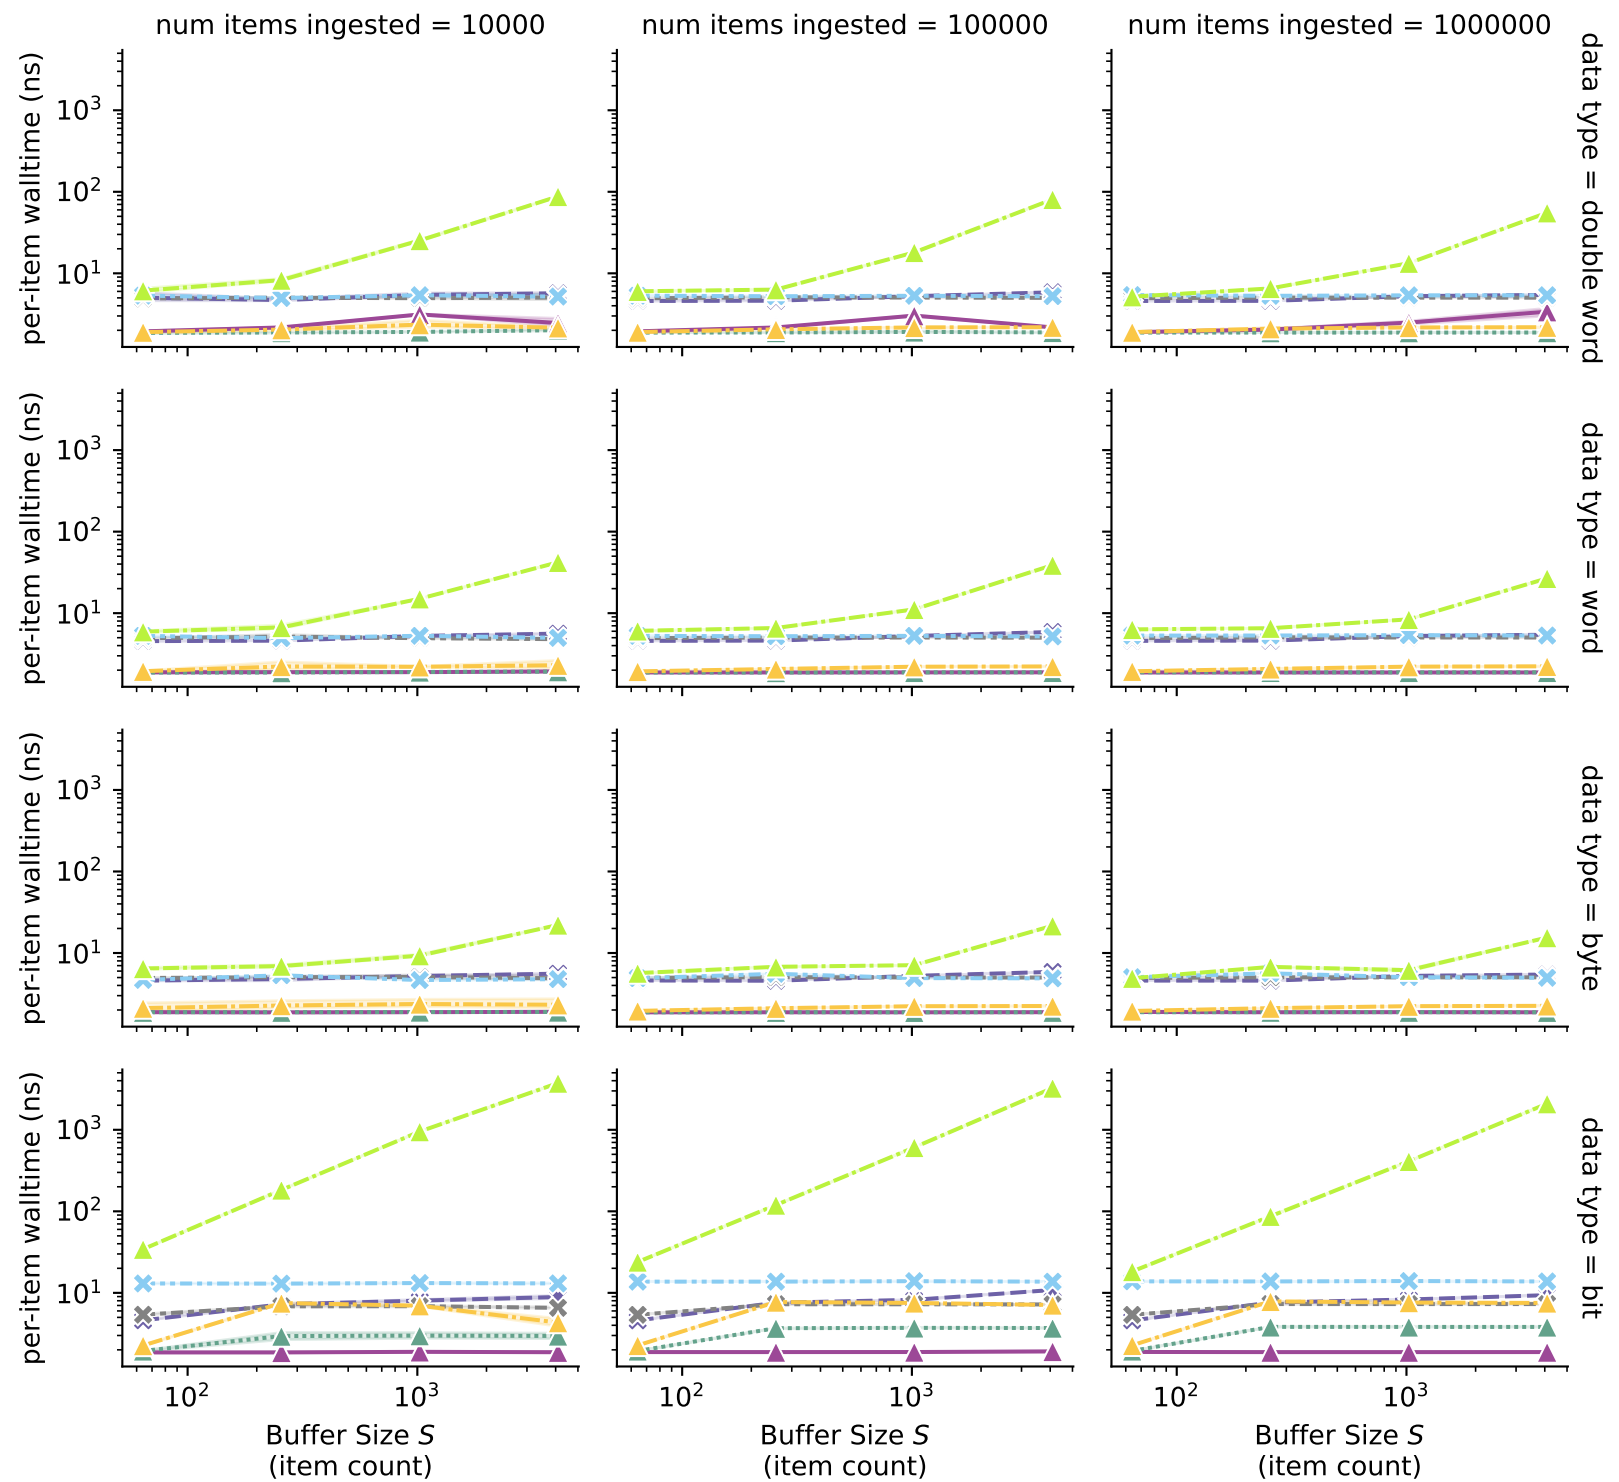 num items ingested = 10000
num items ingested = 100000
num items ingested = 1000000
per-item walltime (ns)
10³
10²
10¹
data type = double word
per-item walltime (ns)
10³
10²
10¹
data type = word
per-item walltime (ns)
10³
10²
10¹
data type = byte
per-item walltime (ns)
10³
10²
10¹
data type = bit
10² 10³
10² 10³
10² 10³
Buffer Size S
(item count)
Buffer Size S
(item count)
Buffer Size S
(item count)